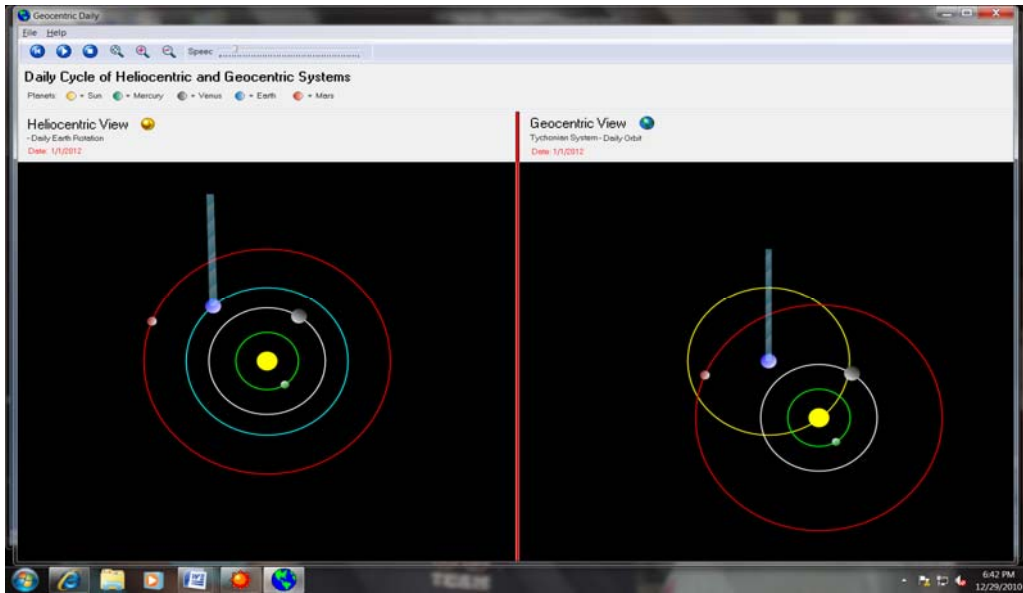 Geocentric Daily
File Help
Speec
Daily Cycle of Heliocentric and Geocentric Systems
Planets: = Sun = Mercury = Venus = Earth = Mars
Heliocentric View
- Daily Earth Rotation
Date: 1/1/2012
Geocentric View
Tychonian System - Daily Orbit
Date: 1/1/2012
TEAM
6:42 PM
12/29/2010